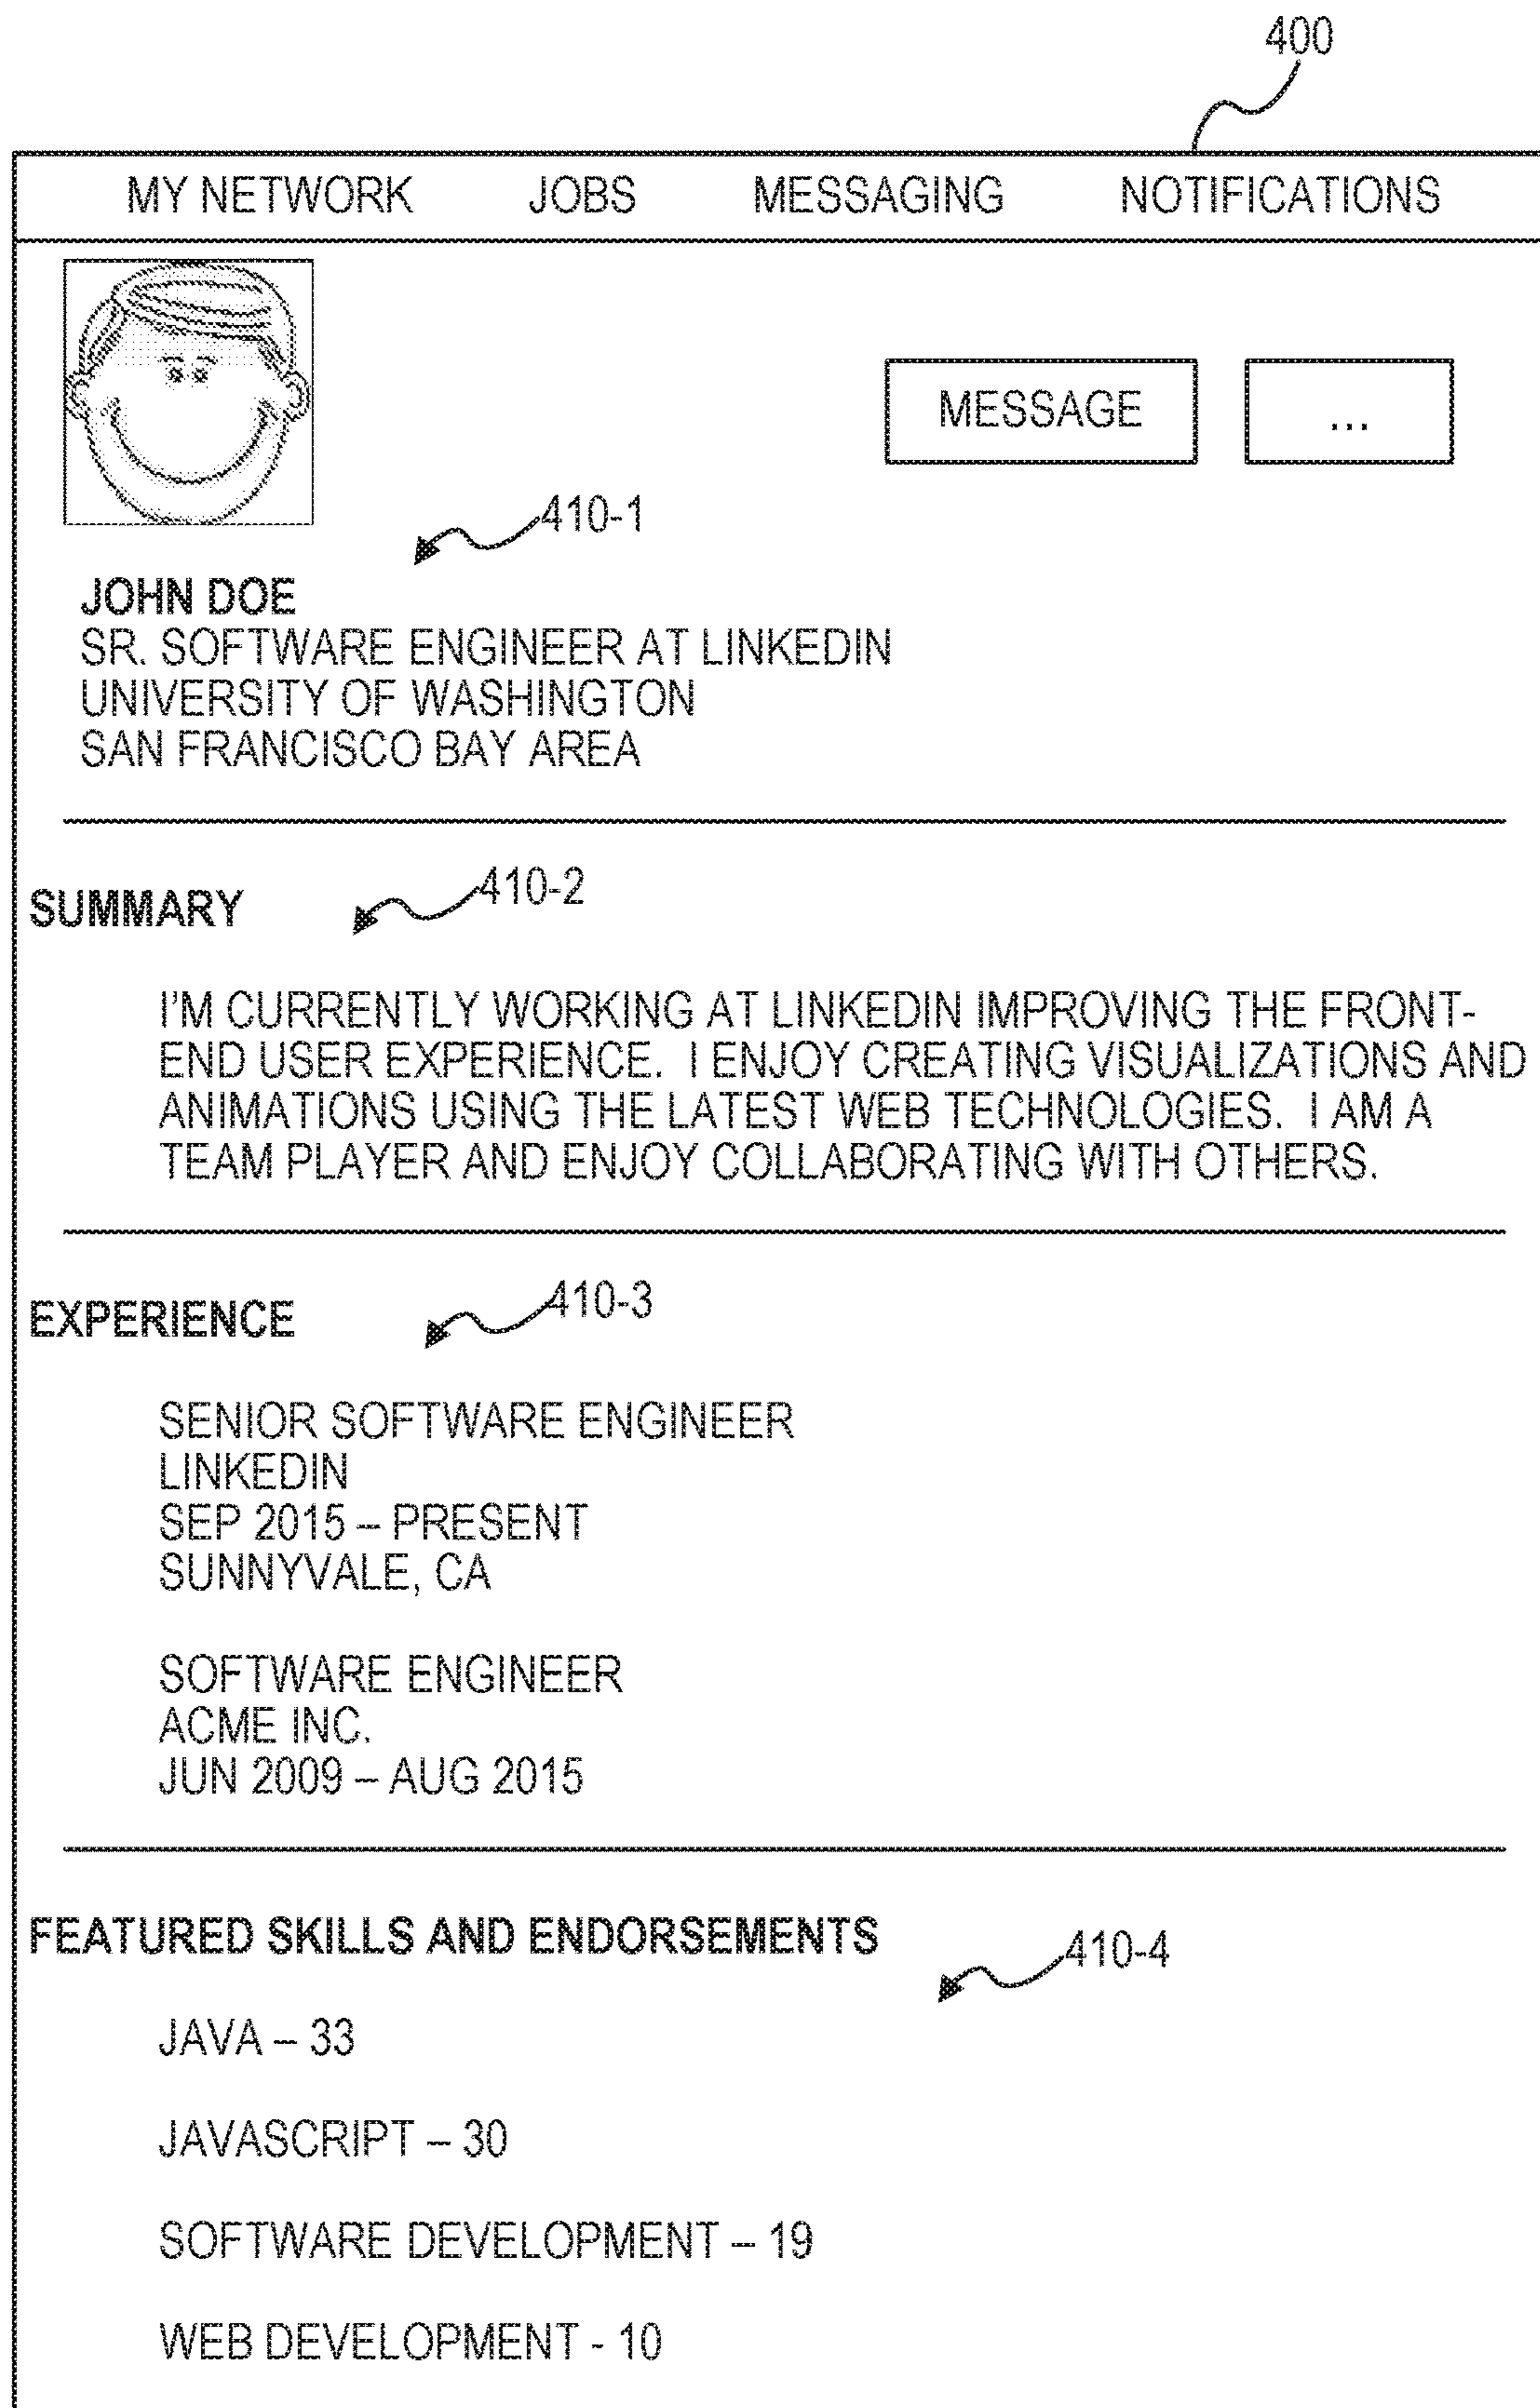 400
MY NETWORK JOBS MESSAGING NOTIFICATIONS
MESSAGE ...
410-1
JOHN DOE
SR. SOFTWARE ENGINEER AT LINKEDIN
UNIVERSITY OF WASHINGTON
SAN FRANCISCO BAY AREA
SUMMARY 410-2
I'M CURRENTLY WORKING AT LINKEDIN IMPROVING THE FRONT-
END USER EXPERIENCE. I ENJOY CREATING VISUALIZATIONS AND
ANIMATIONS USING THE LATEST WEB TECHNOLOGIES. I AM A
TEAM PLAYER AND ENJOY COLLABORATING WITH OTHERS.
EXPERIENCE 410-3
SENIOR SOFTWARE ENGINEER
LINKEDIN
SEP 2015 – PRESENT
SUNNYVALE, CA
SOFTWARE ENGINEER
ACME INC.
JUN 2009 – AUG 2015
FEATURED SKILLS AND ENDORSEMENTS 410-4
JAVA – 33
JAVASCRIPT – 30
SOFTWARE DEVELOPMENT – 19
WEB DEVELOPMENT - 10